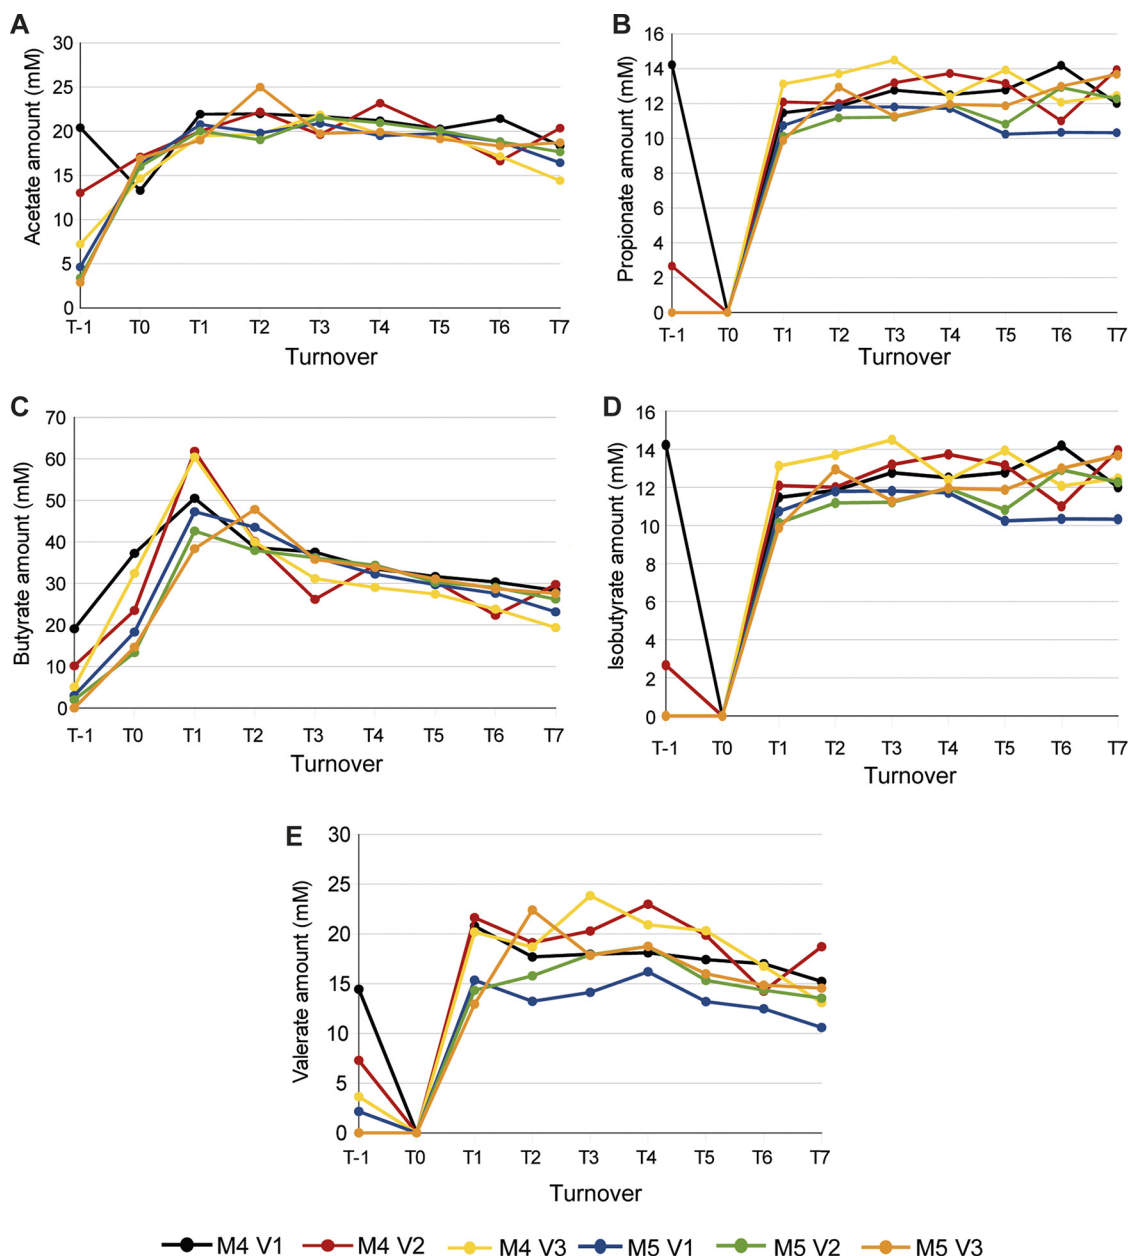 A
Acetate amount (mM)
30
25
20
15
10
5
0
T-1 T0 T1 T2 T3 T4 T5 T6 T7
Turnover
B
Propionate amount (mM)
16
14
12
10
8
6
4
2
0
T-1 T0 T1 T2 T3 T4 T5 T6 T7
Turnover
C
Butyrate amount (mM)
70
60
50
40
30
20
10
0
T-1 T0 T1 T2 T3 T4 T5 T6 T7
Turnover
D
Isobutyrate amount (mM)
16
14
12
10
8
6
4
2
0
T-1 T0 T1 T2 T3 T4 T5 T6 T7
Turnover
E
Valerate amount (mM)
30
25
20
15
10
5
0
T-1 T0 T1 T2 T3 T4 T5 T6 T7
Turnover
M4 V1 M4 V2 M4 V3 M5 V1 M5 V2 M5 V3